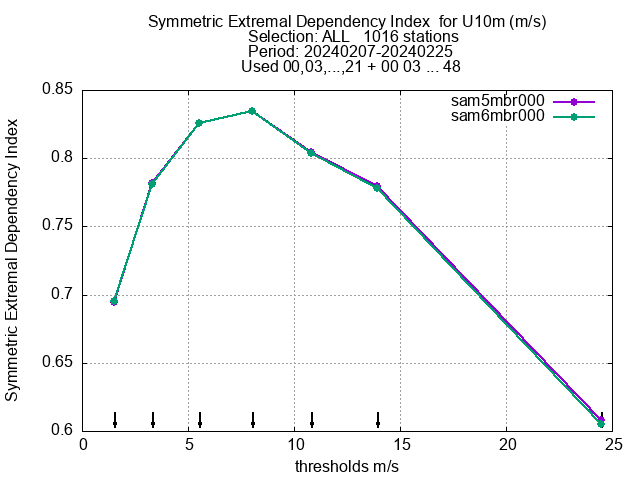 Symmetric Extremal Dependency Index  for U10m (m/s)
Selection: ALL   1016 stations
Period: 20240207-20240225
Used 00,03,...,21 + 00 03 ... 48
sam5mbr000
sam6mbr000
Symmetric Extremal Dependency Index
0.85
0.8
0.75
0.7
0.65
0.6
0 5 10 15 20 25
thresholds m/s